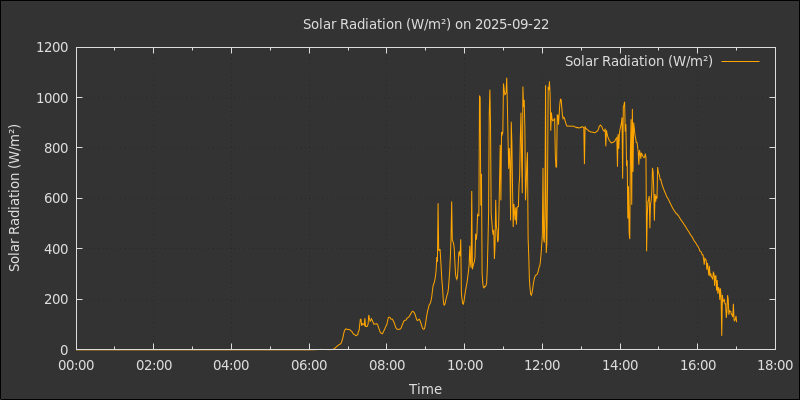 Solar Radiation (W/m²) on 2025-09-22
Solar Radiation (W/m²)
Solar Radiation (W/m²)
1200
1000
800
600
400
200
0
00:00 02:00 04:00 06:00 08:00 10:00 12:00 14:00 16:00 18:00
Time